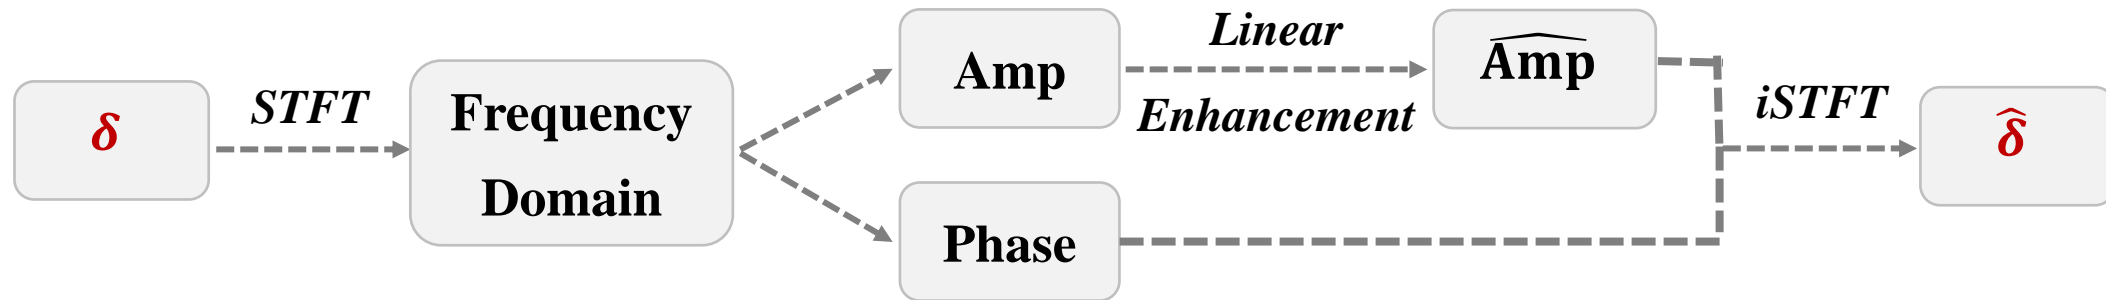 δ
STFT
Frequency
Domain
Amp
Linear
Enhancement
Âmp
Phase
iSTFT
δ̂